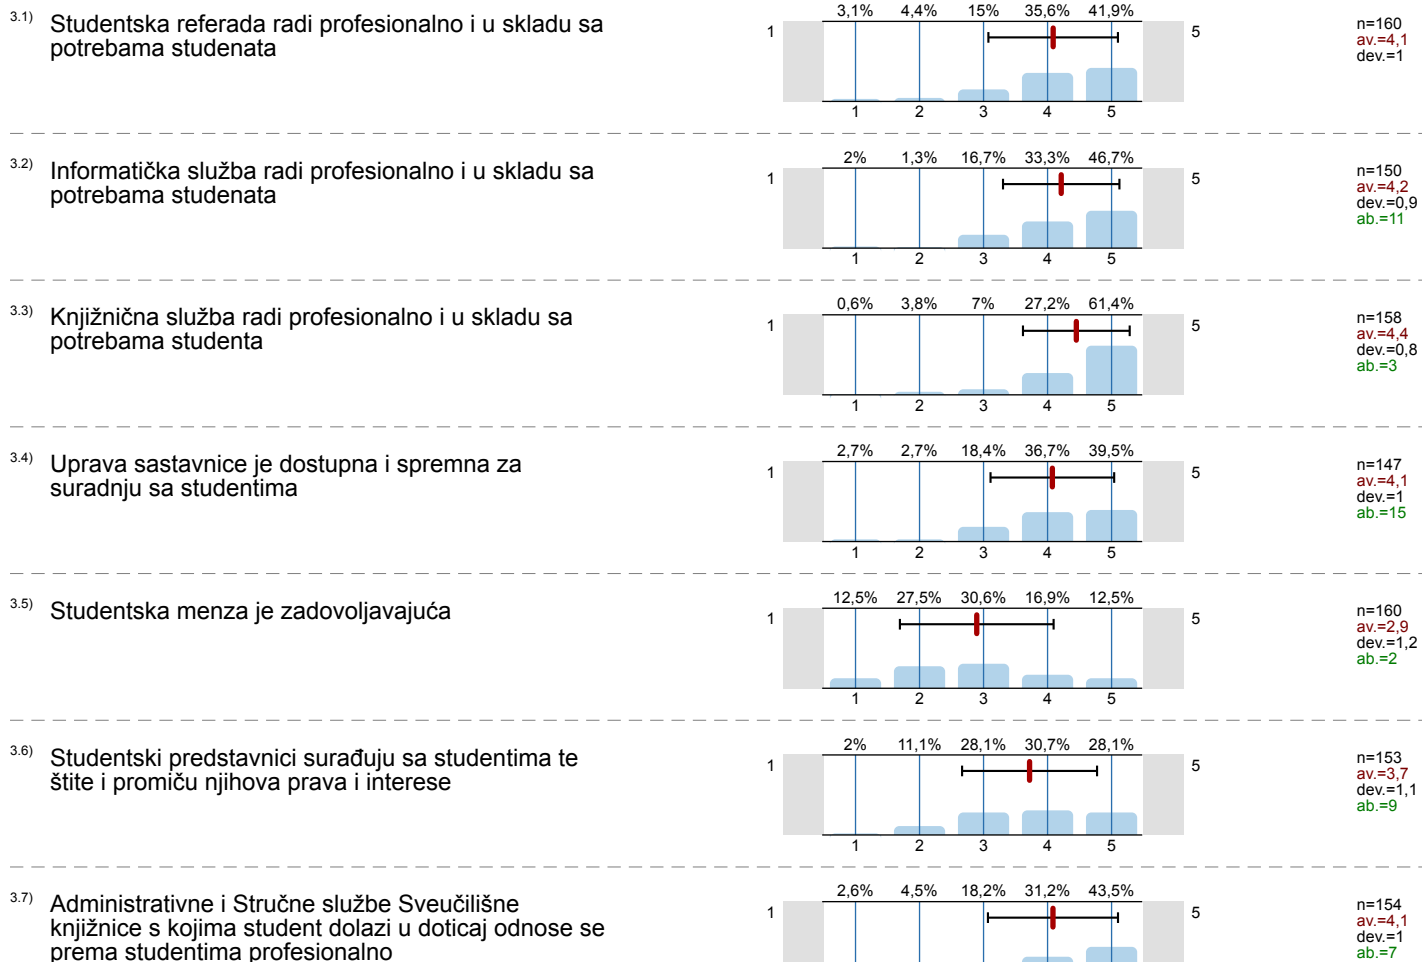 3.1) Studentska referada radi profesionalno i u skladu sa
potrebama studenata
3,1% 4,4% 15% 35,6% 41,9%
1 5
1 2 3 4 5
n=160
av.=4,1
dev.=1
3.2) Informatička služba radi profesionalno i u skladu sa
potrebama studenata
2% 1,3% 16,7% 33,3% 46,7%
1 5
1 2 3 4 5
n=150
av.=4,2
dev.=0,9
ab.=11
3.3) Knjižnična služba radi profesionalno i u skladu sa
potrebama studenta
0,6% 3,8% 7% 27,2% 61,4%
1 5
1 2 3 4 5
n=158
av.=4,4
dev.=0,8
ab.=3
3.4) Uprava sastavnice je dostupna i spremna za
suradnju sa studentima
2,7% 2,7% 18,4% 36,7% 39,5%
1 5
1 2 3 4 5
n=147
av.=4,1
dev.=1
ab.=15
3.5) Studentska menza je zadovoljavajuća
12,5% 27,5% 30,6% 16,9% 12,5%
1 5
1 2 3 4 5
n=160
av.=2,9
dev.=1,2
ab.=2
3.6) Studentski predstavnici surađuju sa studentima te
štite i promiču njihova prava i interese
2% 11,1% 28,1% 30,7% 28,1%
1 5
1 2 3 4 5
n=153
av.=3,7
dev.=1,1
ab.=9
3.7) Administrativne i Stručne službe Sveučilišne
knjižnice s kojima student dolazi u doticaj odnose se
prema studentima profesionalno
2,6% 4,5% 18,2% 31,2% 43,5%
1 5
n=154
av.=4,1
dev.=1
ab.=7